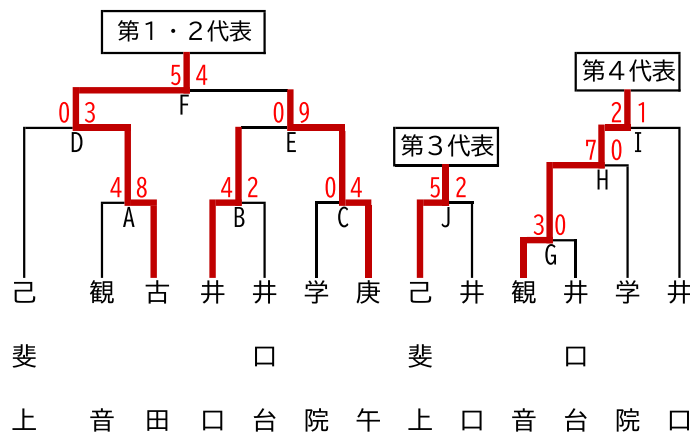 第1・2代表
5 4
F
0 3
D
0 9
E
4 8
A
4 2
B
0 4
C
第3代表
5 2
J
第4代表
2 1
I
7 0
H
3 0
G
己斐上
観音
古田
井口
井口台
学院
庚午
己斐上
井口
観音
井口台
学院
井口